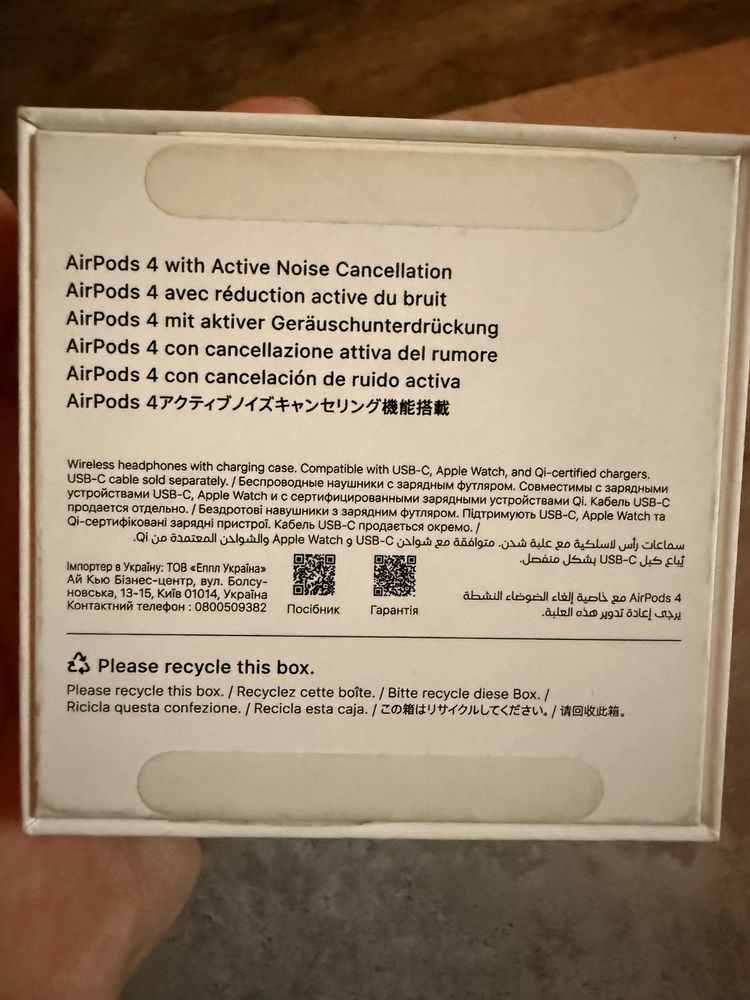 AirPods 4 with Active Noise Cancellation
AirPods 4 avec réduction active du bruit
AirPods 4 mit aktiver Geräuschunterdrückung
AirPods 4 con cancellazione attiva del rumore
AirPods 4 con cancelación de ruido activa
AirPods 4アクティブノイズキャンセリング機能搭載
Wireless headphones with charging case. Compatible with USB-C, Apple Watch, and Qi-certified chargers.
USB-C cable sold separately. / Беспроводные наушники с зарядным футляром. Совместимы с зарядными
устройствами USB-C, Apple Watch и с сертифицированными зарядными устройствами Qi. Кабель USB-C
продается отдельно. / Бездротові навушники з зарядним футляром. Підтримують USB-C, Apple Watch та
Qi-сертифіковані зарядні пристрої. Кабель USB-C продається окремо. /
سماعات رأس لاسلكية مع علبة شحن. متوافقة مع شواحن USB-C و Apple Watch والشواحن المعتمدة من Qi.
يُباع كبل USB-C بشكل منفصل.
Імпортер в Україну: ТОВ «Еппл Україна»
Ай Кью Бізнес-центр, вул. Болсу-
новська, 13-15, Київ 01014, Україна
Контактний телефон : 0800509382
Посібник
Гарантія
AirPods 4 مع خاصية إلغاء الضوضاء النشطة
يرجى إعادة تدوير هذه العلبة.
Please recycle this box.
Please recycle this box. / Recyclez cette boîte. / Bitte recycle diese Box. /
Ricicla questa confezione. / Recicla esta caja. / この箱はリサイクルしてください。/ 请回收此箱。